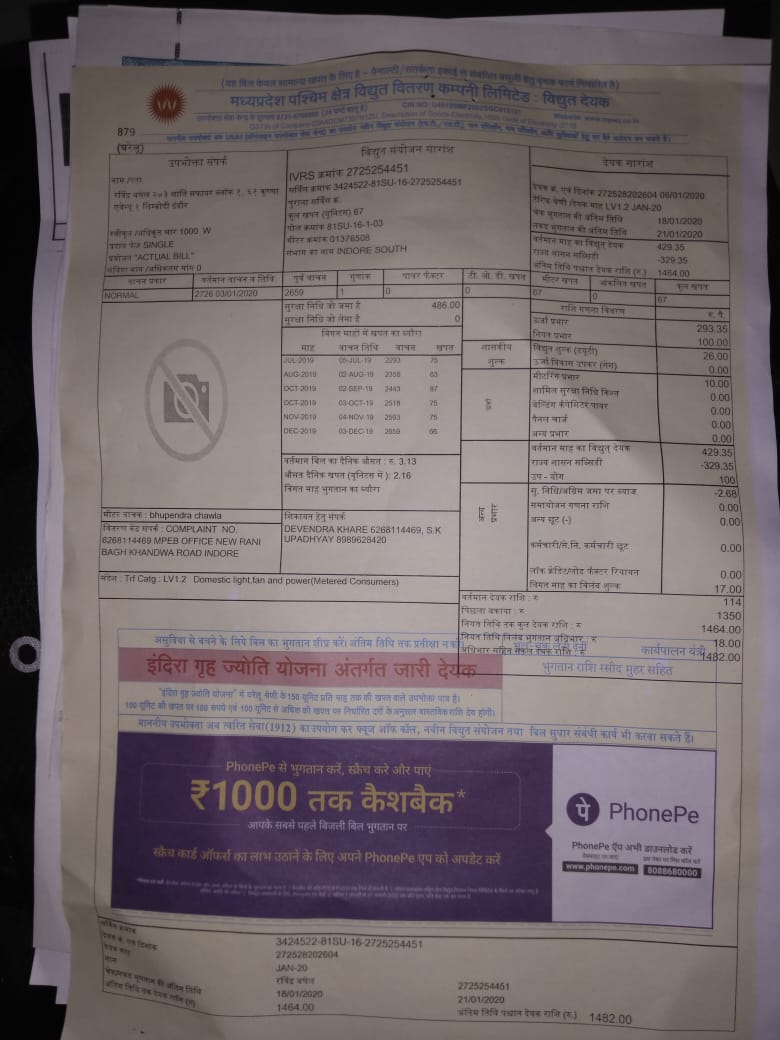 (यह बिल केवल सामान्य खपत के लिए है - पेनाल्टी/सतर्कता इकाई से संबंधित वसूली हेतु पृथक फार्म निर्धारित है)
मध्यप्रदेश पश्चिम क्षेत्र विद्युत वितरण कम्पनी लिमिटेड : विद्युत देयक
879
(घरेलू)
उपभोक्ता संपर्क
नाम/पता
एवेन्यू १ लिम्बोदी इंदौर
स्वीकृत /अधिकृत भार 1000 W
प्रदाय फेज SINGLE
प्रयोजन "ACTUAL BILL"
संविदा मांग /अधिकतम मांग 0
विद्युत संयोजन सारांश
IVRS क्रमांक 2725254451
सर्विस क्रमांक 3424522-81SU-16-2725254451
पुराना सर्विस क्र.
कुल खपत (यूनिट्स) 67
पोल क्रमांक 81SU-16-1-03
मीटर क्रमांक 01376508
संभाग का नाम INDORE SOUTH
देयक सारांश
देयक क्र. एवं दिनांक 272528202604 06/01/2020
टैरिफ श्रेणी /देयक माह LV1.2 JAN-20
चेक भुगतान की अंतिम तिथि 18/01/2020
नकद भुगतान की अंतिम तिथि 21/01/2020
वर्तमान माह का विद्युत देयक 429.35
राज्य शासन सब्सिडी -329.35
अंतिम तिथि पश्चात देयक राशि (रु.) 1464.00
वाचन प्रकार वर्तमान वाचन व तिथि पूर्व वाचन गुणांक पावर फैक्टर टी. ओ. डी. खपत मीटर खपत आंकलित खपत कुल खपत
NORMAL 2726 03/01/2020 2659 1 0 0 67 0 67
सुरक्षा निधि जो जमा है 486.00
सुरक्षा निधि जो लेना है 0
विगत माहों में खपत का ब्यौरा
माह वाचन तिथि वाचन खपत
JUL-2019 05-JUL-19 2293 75
AUG-2019 02-AUG-19 2356 63
OCT-2019 02-SEP-19 2443 87
OCT-2019 03-OCT-19 2518 75
NOV-2019 04-NOV-19 2593 75
DEC-2019 03-DEC-19 2659 66
वर्तमान बिल का दैनिक औसत : रु. 3.13
औसत दैनिक खपत (यूनिट्स में ): 2.16
विगत माह भुगतान का ब्यौरा
शासकीय
शुल्क
अन्य
प्रभार
राशि गणना विवरण रु. पै.
ऊर्जा प्रभार 293.35
नियत प्रभार 100.00
विद्युत शुल्क (ड्यूटी) 26.00
ऊर्जा विकास उपकर (सेस) 0.00
मीटरिंग प्रभार 10.00
शामिल सुरक्षा निधि किश्त 0.00
वेल्डिंग कैपेसिटर पावर 0.00
पैनल चार्ज 0.00
अन्य प्रभार 0.00
वर्तमान माह का विद्युत् देयक 429.35
राज्य शासन सब्सिडी -329.35
उप - योग 100
सु. निधि/अग्रिम जमा पर ब्याज -2.68
समायोजन गणना राशि 0.00
अन्य छूट (-) 0.00
कर्मचारी/से.नि. कर्मचारी छूट 0.00
लॉक क्रेडिट/लोड फैक्टर रियायत 0.00
विगत माह का विलंब शुल्क 17.00
मीटर वाचक : bhupendra chawla
वितरण केंद्र संपर्क : COMPLAINT NO.
6268114469 MPEB OFFICE NEW RANI
BAGH KHANDWA ROAD INDORE
शिकायत हेतु संपर्क
DEVENDRA KHARE 6268114469, S.K
UPADHYAY 8989628420
संदेश : Trf Catg : LV1.2 Domestic light,fan and power(Metered Consumers)
वर्तमान देयक राशि : रु 114
पिछला बकाया : रु 1350
नियत तिथि तक कुल देयक राशि : रु 1464.00
नियत तिथि विलंब भुगतान अधिभार : रु 18.00
अधिभार सहित सकल देयक राशि : रु 1482.00
असुविधा से बचने के लिये बिल का भुगतान शीघ्र करें। अंतिम तिथि तक प्रतीक्षा न करें।
भूल-चूक लेनी देनी
कार्यपालन यंत्री
भुगतान राशि रसीद मुहर सहित
इंदिरा गृह ज्योति योजना अंतर्गत जारी देयक
"इंदिरा गृह ज्योति योजना" में घरेलू श्रेणी के 150 यूनिट प्रति माह तक की खपत वाले उपभोक्ता पात्र है।
100 यूनिट की खपत पर 100 रुपये एवं 100 यूनिट से अधिक की खपत पर निर्धारित दरों के अनुसार वास्तविक राशि देय होगी।
माननीय उपभोक्ता अब त्वरित सेवा(1912) का उपयोग कर फ्यूज ऑफ कॉल, नवीन विद्युत संयोजन तथा बिल सुधार संबंधी कार्य भी करवा सकते हैं।
PhonePe से भुगतान करें, स्क्रैच करे और पाएं
₹1000 तक कैशबैक*
आपके सबसे पहले बिजली बिल भुगतान पर
स्क्रैच कार्ड ऑफर्स का लाभ उठाने के लिए अपने PhonePe ऐप को अपडेट करें
पे PhonePe
PhonePe ऍप अभी डाउनलोड करें
www.phonepe.com 8088680000
सर्विस क्रमांक 3424522-81SU-16-2725254451
देयक क्र. एवं दिनांक 272528202604
देयक माह JAN-20
नाम रविंद्र बघेल 2725254451
चेक/नकद भुगतान की अंतिम तिथि 18/01/2020 21/01/2020
अंतिम तिथि तक देयक राशि (रु) 1464.00 अंतिम तिथि पश्चात देयक राशि (रु.) 1482.00